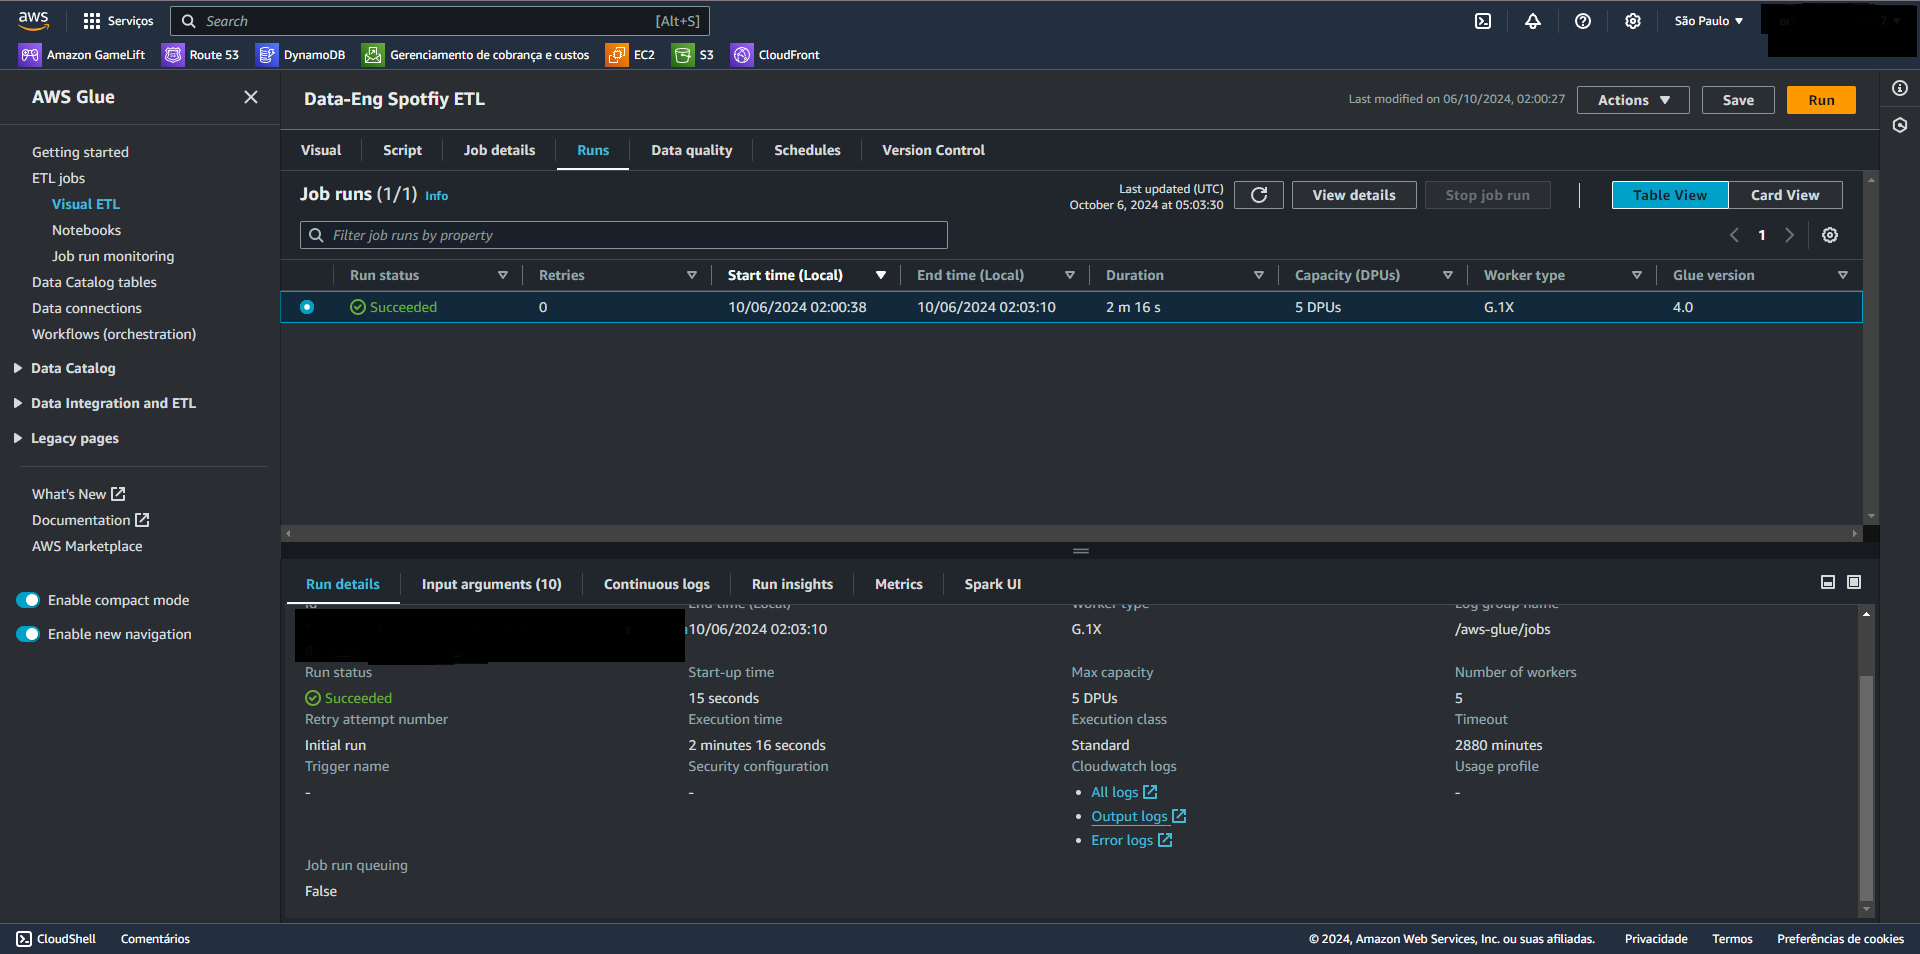 aws
Serviços
Search
[Alt+S]
São Paulo
Amazon GameLift
Route 53
DynamoDB
Gerenciamento de cobrança e custos
EC2
S3
CloudFront
AWS Glue
Getting started
ETL jobs
Visual ETL
Notebooks
Job run monitoring
Data Catalog tables
Data connections
Workflows (orchestration)
Data Catalog
Data Integration and ETL
Legacy pages
What's New
Documentation
AWS Marketplace
Enable compact mode
Enable new navigation
Data-Eng Spotfiy ETL
Last modified on 06/10/2024, 02:00:27
Actions
Save
Run
Visual
Script
Job details
Runs
Data quality
Schedules
Version Control
Job runs (1/1) Info
Last updated (UTC)
October 6, 2024 at 05:03:30
View details
Stop job run
Table View
Card View
Filter job runs by property
1
Run status Retries Start time (Local) End time (Local) Duration Capacity (DPUs) Worker type Glue version
Succeeded 0 10/06/2024 02:00:38 10/06/2024 02:03:10 2 m 16 s 5 DPUs G.1X 4.0
Run details
Input arguments (10)
Continuous logs
Run insights
Metrics
Spark UI
Id
End time (Local)
Worker type
Log group name
10/06/2024 02:03:10
G.1X
/aws-glue/jobs
Run status
Start-up time
Max capacity
Number of workers
Succeeded
15 seconds
5 DPUs
5
Retry attempt number
Execution time
Execution class
Timeout
Initial run
2 minutes 16 seconds
Standard
2880 minutes
Trigger name
Security configuration
Cloudwatch logs
Usage profile
-
-
All logs
Output logs
Error logs
-
Job run queuing
False
CloudShell
Comentários
© 2024, Amazon Web Services, Inc. ou suas afiliadas.
Privacidade
Termos
Preferências de cookies